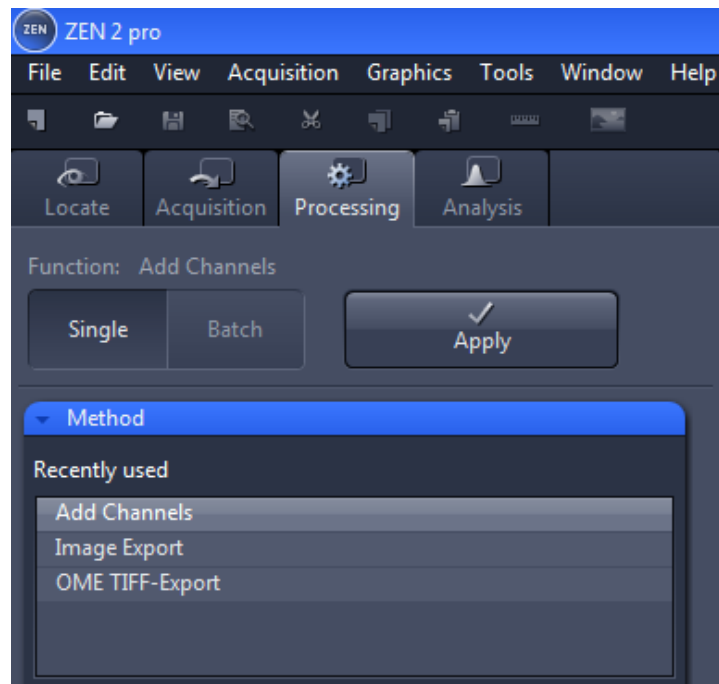 ZEN ZEN 2 pro
File Edit View Acquisition Graphics Tools Window Help
Locate Acquisition Processing Analysis
Function: Add Channels
Single Batch Apply
Method
Recently used
Add Channels
Image Export
OME TIFF-Export